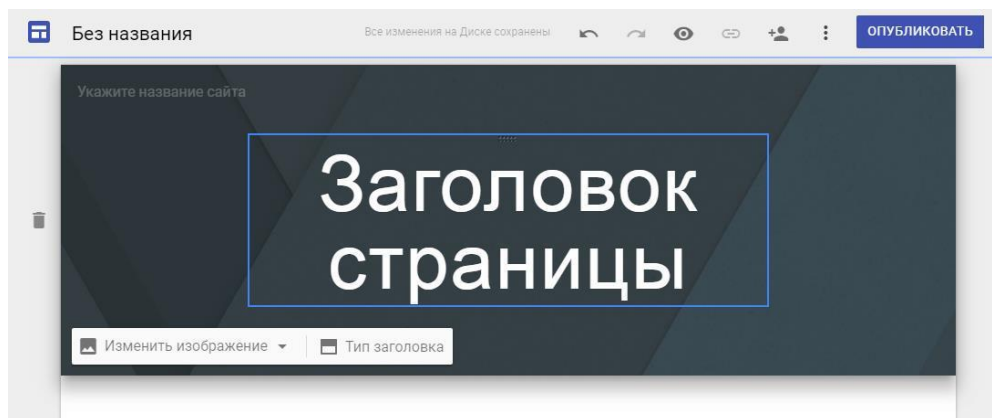 Без названия
Все изменения на Диске сохранены
ОПУБЛИКОВАТЬ
Укажите название сайта
Заголовок
страницы
Изменить изображение
Тип заголовка